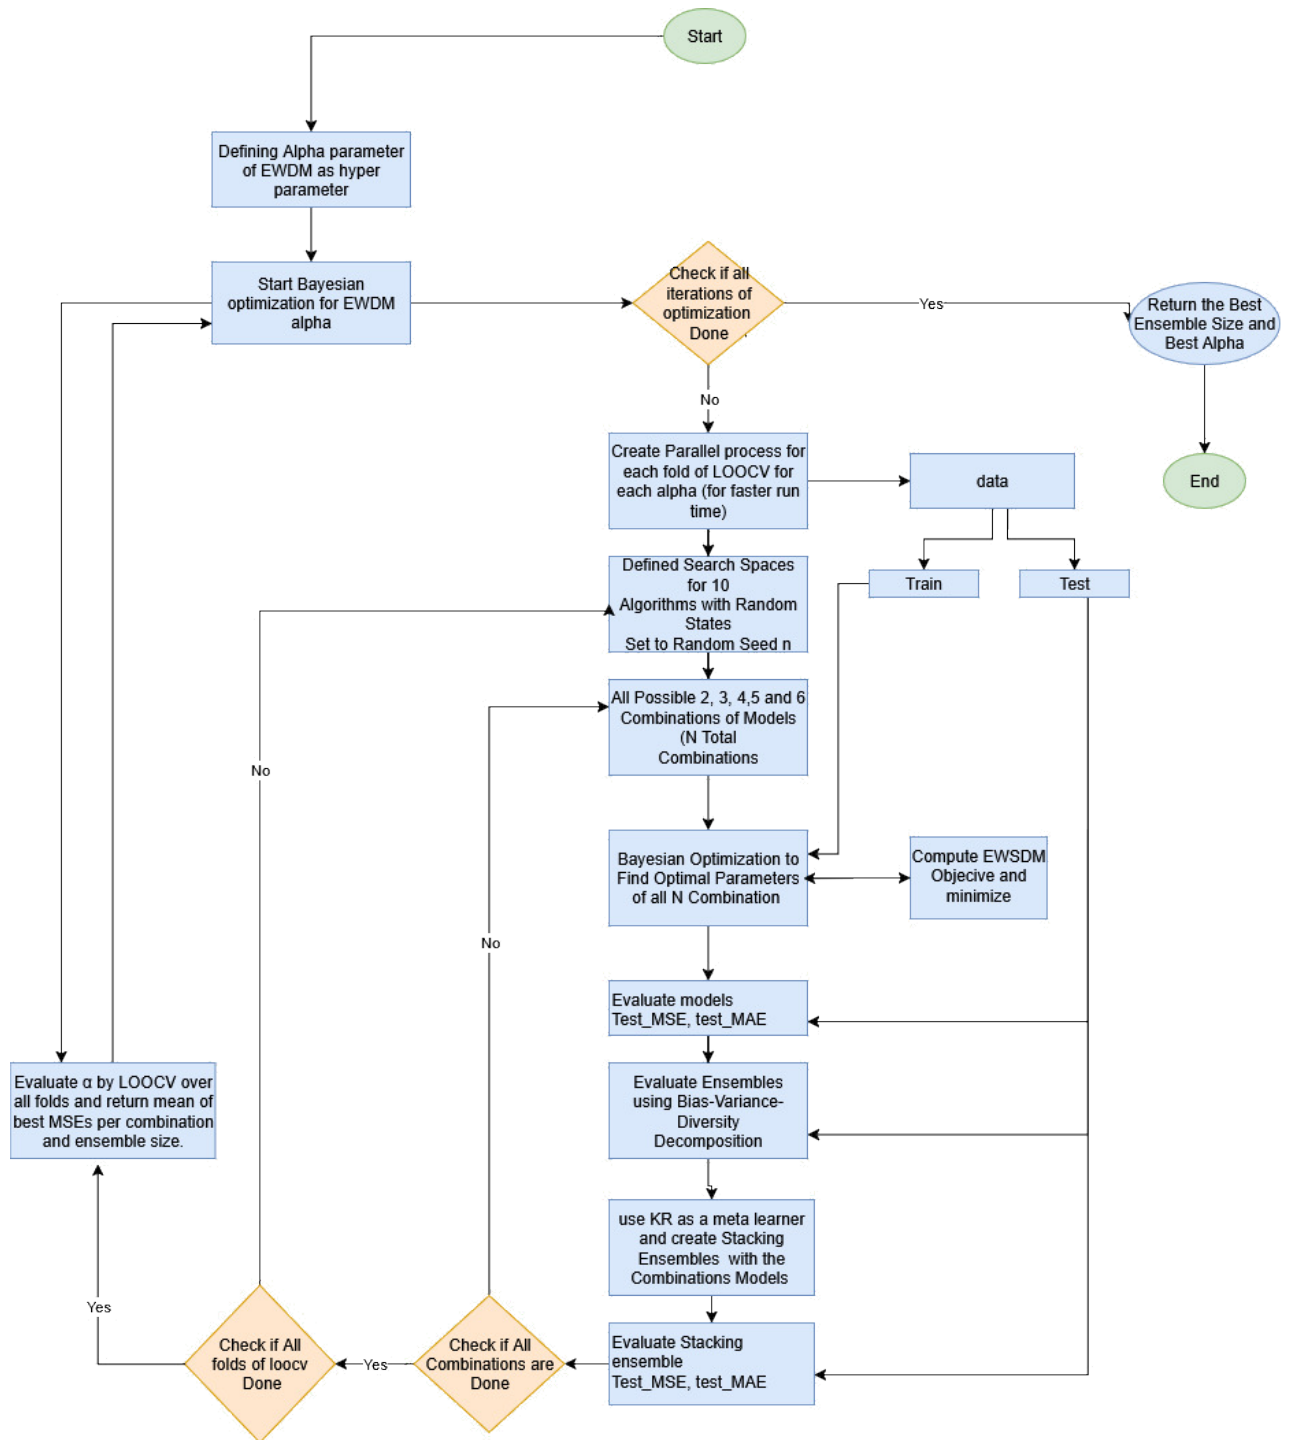 Start
Defining Alpha parameter
of EWDM as hyper
parameter
Start Bayesian
optimization for EWDM
alpha
Check if all
iterations of
optimization
Done
Yes
Return the Best
Ensemble Size and
Best Alpha
No
Create Parallel process for
each fold of LOOCV for
each alpha (for faster run
time)
data
End
Train
Test
Defined Search Spaces
for 10
Algorithms with Random
States
Set to Random Seed n
All Possible 2, 3, 4,5 and 6
Combinations of Models
(N Total
Combinations
No
Bayesian Optimization to
Find Optimal Parameters
of all N Combination
Compute EWSDM
Objecive and
minimize
No
Evaluate models
Test_MSE, test_MAE
Evaluate α by LOOCV over
all folds and return mean of
best MSEs per combination
and ensemble size.
Evaluate Ensembles
using Bias-Variance-
Diversity
Decomposition
use KR as a meta learner
and create Stacking
Ensembles with the
Combinations Models
Yes
Check if All
folds of loocv
Done
Yes
Check if All
Combinations are
Done
Evaluate Stacking
ensemble
Test_MSE, test_MAE